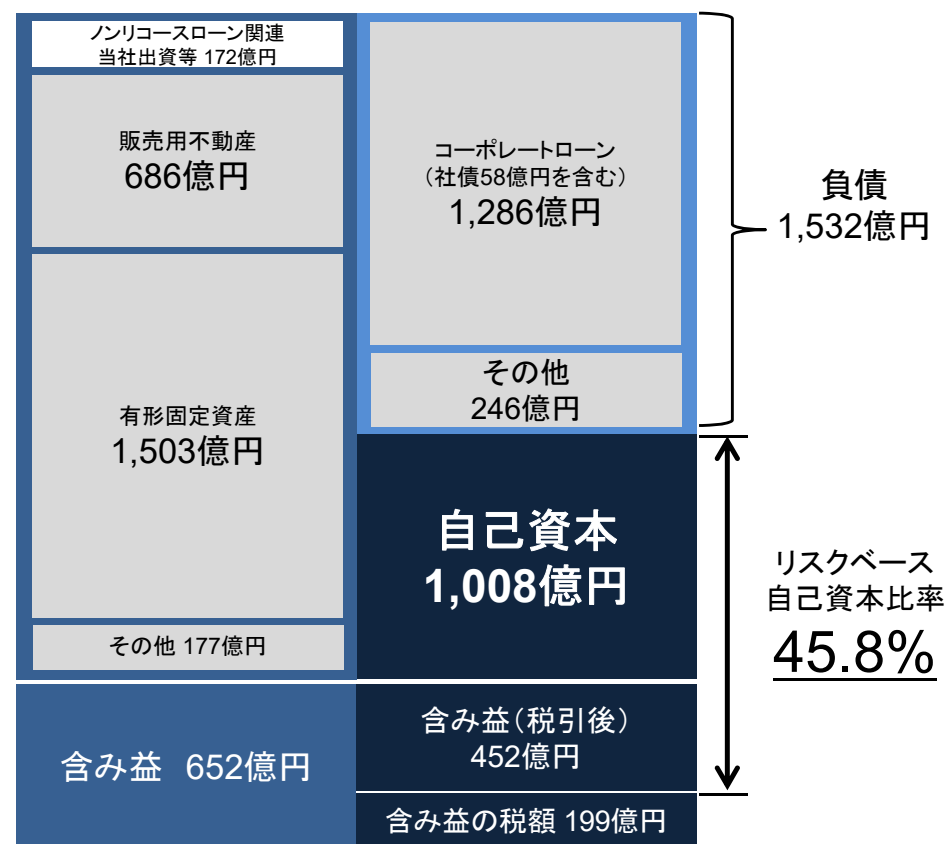 ノンリコースローン関連
当社出資等 172億円
販売用不動産
686億円
有形固定資産
1,503億円
その他 177億円
含み益 652億円
コーポレートローン
（社債58億円を含む）
1,286億円
その他
246億円
自己資本
1,008億円
含み益（税引後）
452億円
含み益の税額 199億円
負債
1,532億円
リスクベース
自己資本比率
45.8%